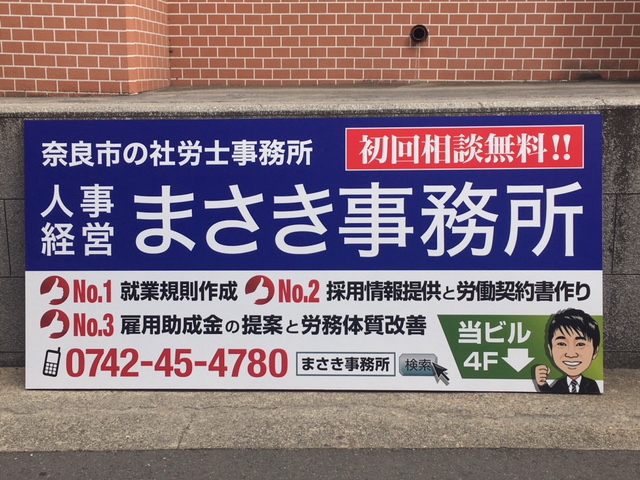 奈良市の社労士事務所
初回相談無料!!
人事
経営
まさき事務所
No.1 就業規則作成
No.2 採用情報提供と労働契約書作り
No.3 雇用助成金の提案と労務体質改善
0742-45-4780
まさき事務所 検索
当ビル
4F